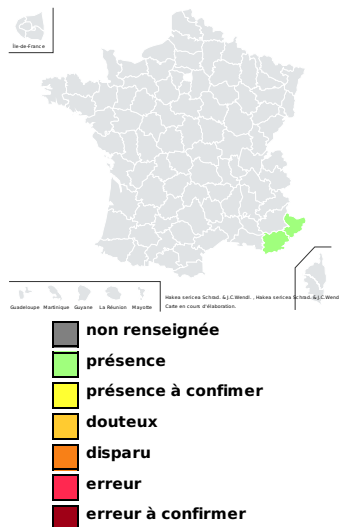 Île-de-France
Guadeloupe Martinique Guyane La Réunion Mayotte
Hakea sericea Schrad. & J.C.Wendl. , Hakea sericea Schrad. & J.C.Wend
Carte en cours d'élaboration.
non renseignée
présence
présence à confimer
douteux
disparu
erreur
erreur à confirmer